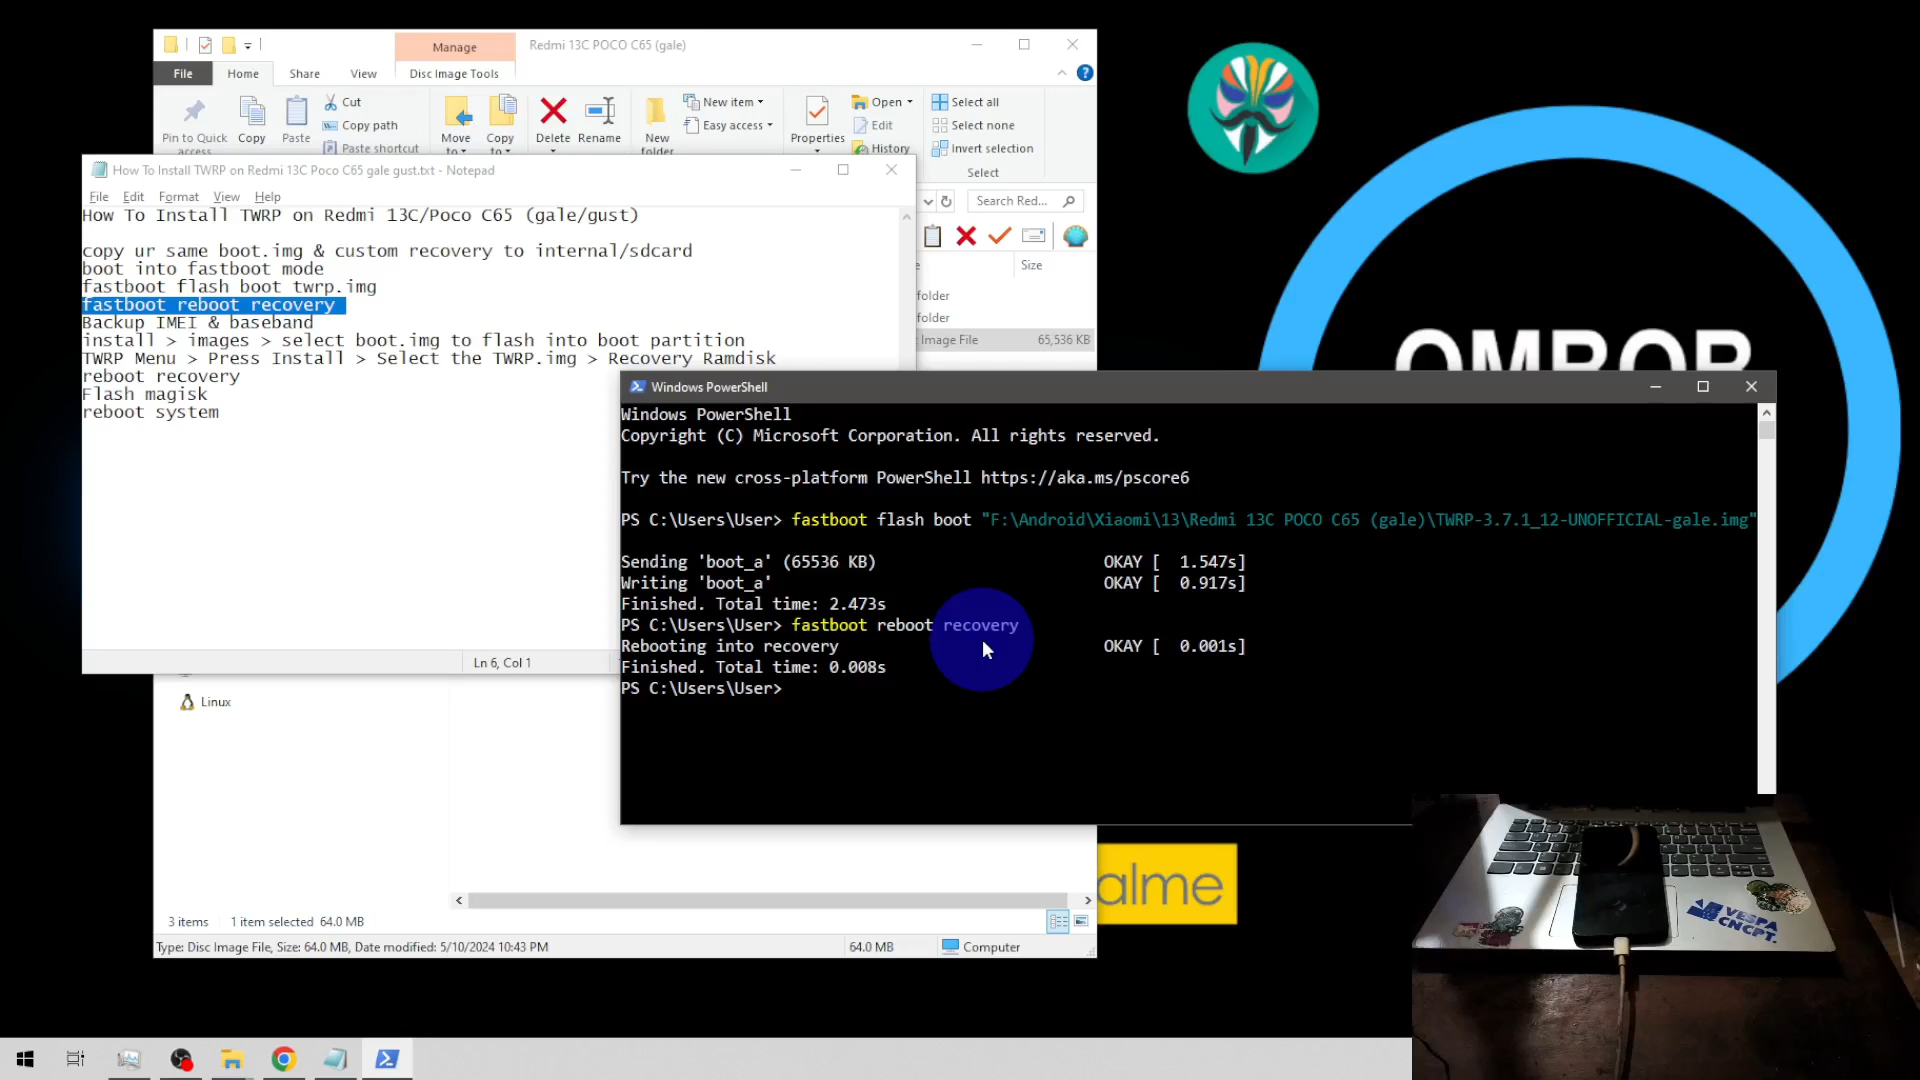 Manage
Redmi 13C POCO C65 (gale)
File
Home
Share
View
Disc Image Tools
Pin to Quick
access
Copy
Paste
Cut
Copy path
Paste shortcut
Move
to
Copy
to
Delete
Rename
New
folder
New item
Easy access
Properties
Open
Edit
History
Select all
Select none
Invert selection
Select
How To Install TWRP on Redmi 13C Poco C65 gale gust.txt - Notepad
File Edit Format View Help
How To Install TWRP on Redmi 13C/Poco C65 (gale/gust)
copy ur same boot.img & custom recovery to internal/sdcard
boot into fastboot mode
fastboot flash boot twrp.img
fastboot reboot recovery
Backup IMEI & baseband
install > images > select boot.img to flash into boot partition
TWRP Menu > Press Install > Select the TWRP.img > Recovery Ramdisk
reboot recovery
Flash magisk
reboot system
Ln 6, Col 1
Search Red...
Size
folder
folder
Image File
65,536 KB
Windows PowerShell
Windows PowerShell
Copyright (C) Microsoft Corporation. All rights reserved.
Try the new cross-platform PowerShell https://aka.ms/pscore6
PS C:\Users\User> fastboot flash boot "F:\Android\Xiaomi\13\Redmi 13C POCO C65 (gale)\TWRP-3.7.1_12-UNOFFICIAL-gale.img"
Sending 'boot_a' (65536 KB) OKAY [ 1.547s]
Writing 'boot_a' OKAY [ 0.917s]
Finished. Total time: 2.473s
PS C:\Users\User> fastboot reboot recovery
Rebooting into recovery OKAY [ 0.001s]
Finished. Total time: 0.008s
PS C:\Users\User>
Linux
3 items 1 item selected 64.0 MB
Type: Disc Image File, Size: 64.0 MB, Date modified: 5/10/2024 10:43 PM
64.0 MB
Computer
alme
VESPA
CNCPT.